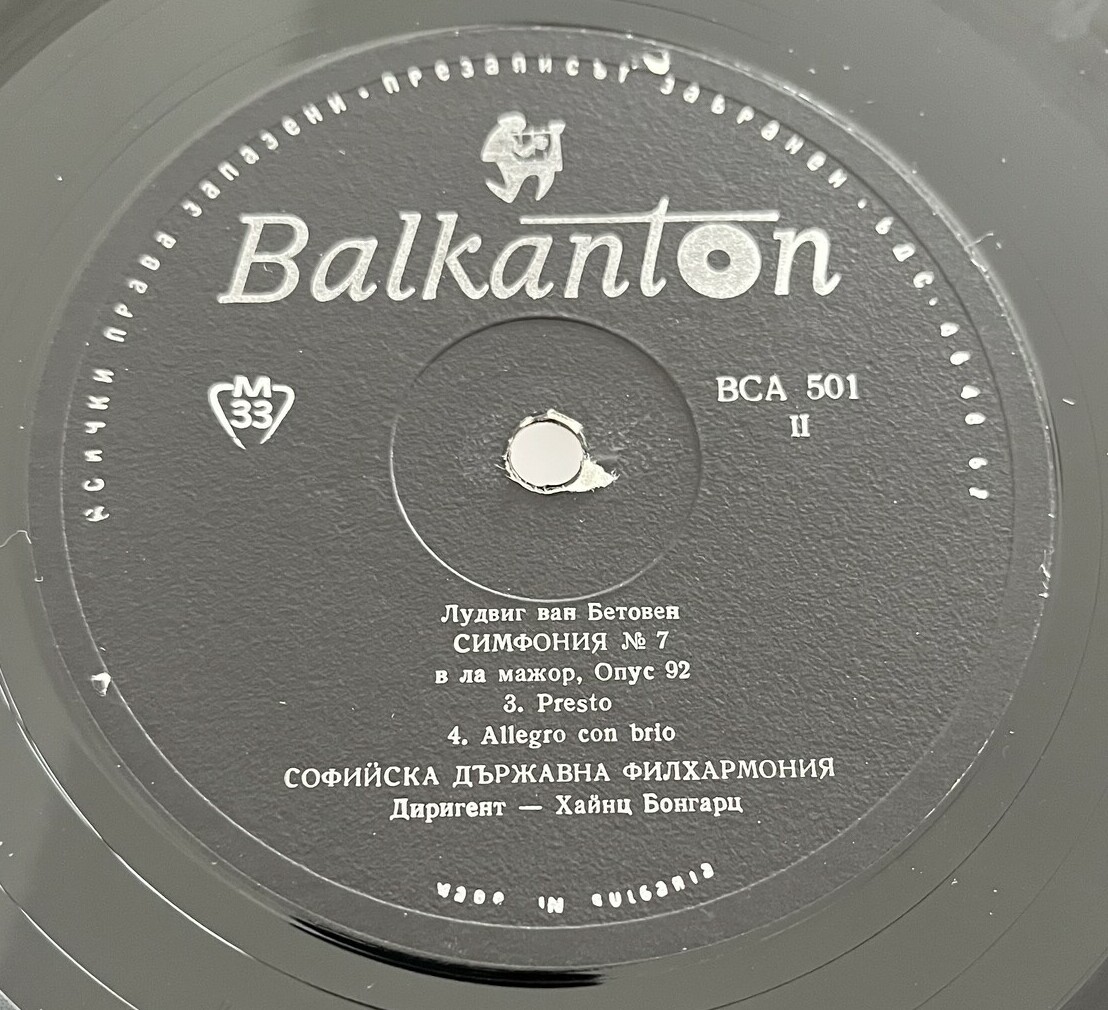 всички права запазени · презаписът забранен · БДС ·
Balkanton
М
33
ВСА 501
II
Лудвиг ван Бетовен
СИМФОНИЯ № 7
в ла мажор, Опус 92
3. Presto
4. Allegro con brio
СОФИЙСКА ДЪРЖАВНА ФИЛХАРМОНИЯ
Диригент — Хайнц Бонгарц
MADE IN BULGARIA